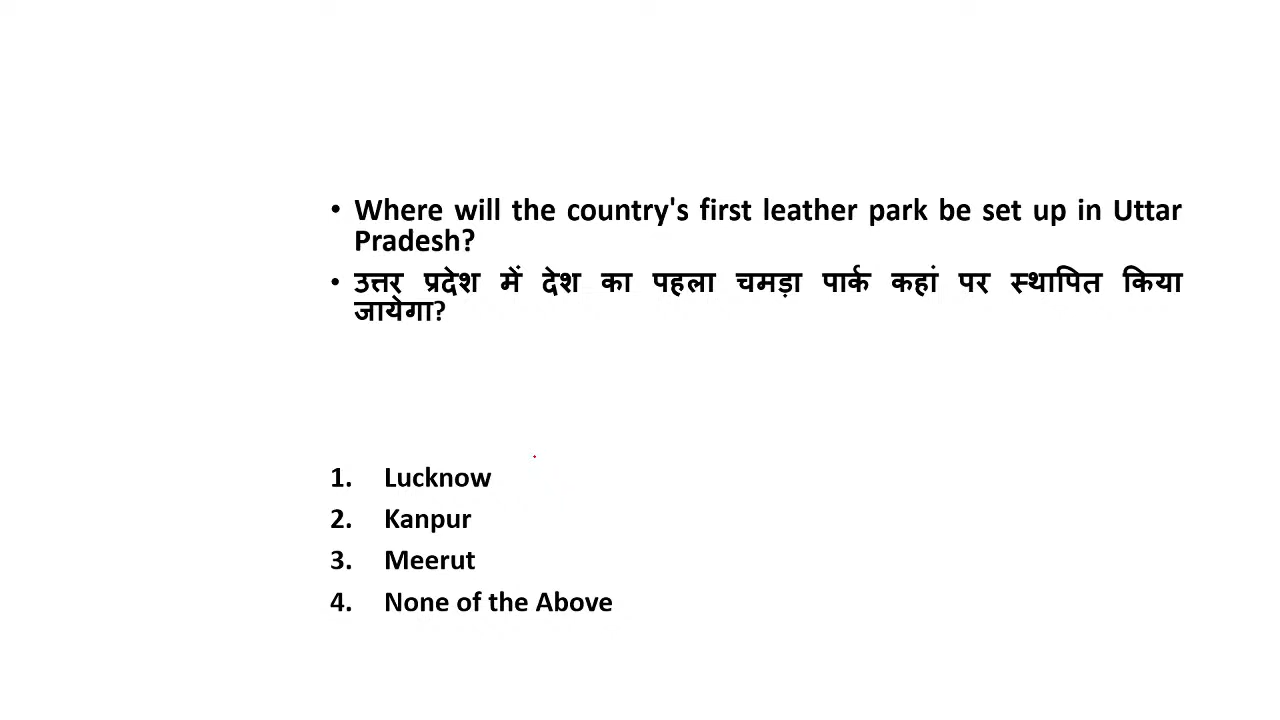 • Where will the country's first leather park be set up in Uttar
Pradesh?
• उत्तर प्रदेश में देश का पहला चमड़ा पार्क कहां पर स्थापित किया
जायेगा?
1. Lucknow
2. Kanpur
3. Meerut
4. None of the Above